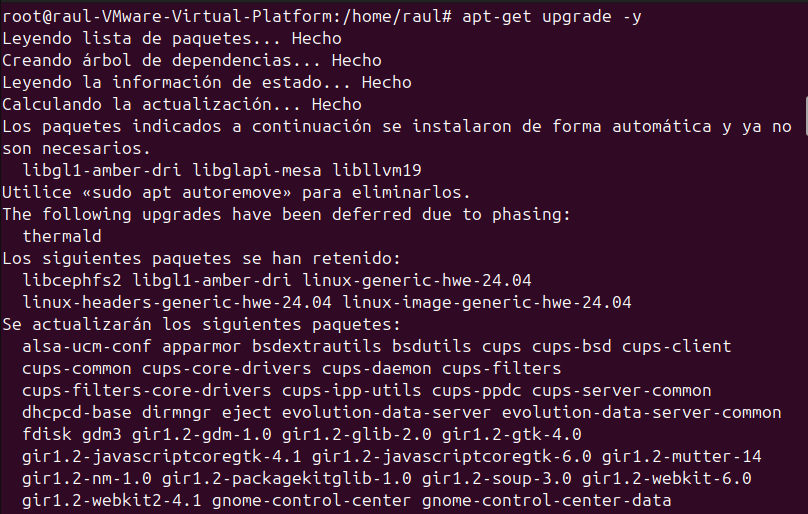 root@raul-VMware-Virtual-Platform:/home/raul# apt-get upgrade -y
Leyendo lista de paquetes... Hecho
Creando árbol de dependencias... Hecho
Leyendo la información de estado... Hecho
Calculando la actualización... Hecho
Los paquetes indicados a continuación se instalaron de forma automática y ya no
son necesarios.
  libgl1-amber-dri libglapi-mesa libllvm19
Utilice «sudo apt autoremove» para eliminarlos.
The following upgrades have been deferred due to phasing:
  thermald
Los siguientes paquetes se han retenido:
  libcephfs2 libgl1-amber-dri linux-generic-hwe-24.04
  linux-headers-generic-hwe-24.04 linux-image-generic-hwe-24.04
Se actualizarán los siguientes paquetes:
  alsa-ucm-conf apparmor bsdextrautils bsdutils cups cups-bsd cups-client
  cups-common cups-core-drivers cups-daemon cups-filters
  cups-filters-core-drivers cups-ipp-utils cups-ppdc cups-server-common
  dhcpcd-base dirmngr eject evolution-data-server evolution-data-server-common
  fdisk gdm3 gir1.2-gdm-1.0 gir1.2-glib-2.0 gir1.2-gtk-4.0
  gir1.2-javascriptcoregtk-4.1 gir1.2-javascriptcoregtk-6.0 gir1.2-mutter-14
  gir1.2-nm-1.0 gir1.2-packagekitglib-1.0 gir1.2-soup-3.0 gir1.2-webkit-6.0
  gir1.2-webkit2-4.1 gnome-control-center gnome-control-center-data